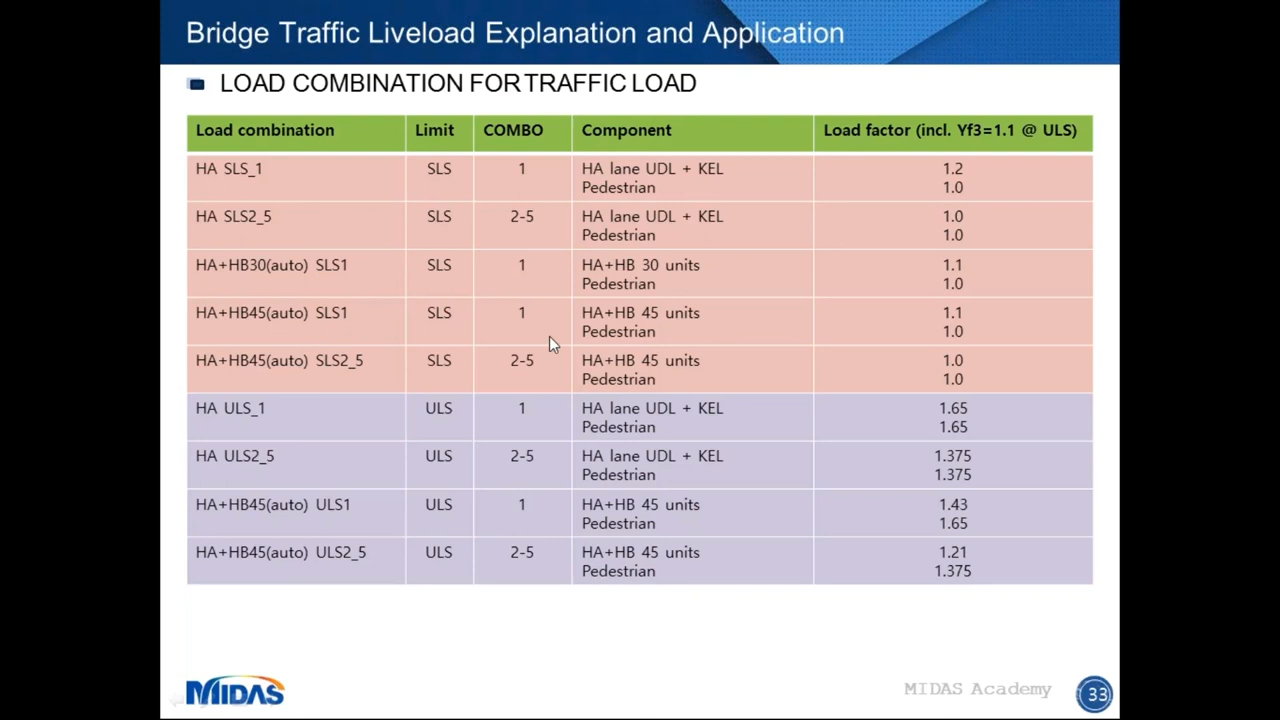 Bridge Traffic Liveload Explanation and Application
LOAD COMBINATION FOR TRAFFIC LOAD
Load combination Limit COMBO Component Load factor (incl. Yf3=1.1 @ ULS)
HA SLS_1 SLS 1 HA lane UDL + KEL 1.2
Pedestrian 1.0
HA SLS2_5 SLS 2-5 HA lane UDL + KEL 1.0
Pedestrian 1.0
HA+HB30(auto) SLS1 SLS 1 HA+HB 30 units 1.1
Pedestrian 1.0
HA+HB45(auto) SLS1 SLS 1 HA+HB 45 units 1.1
Pedestrian 1.0
HA+HB45(auto) SLS2_5 SLS 2-5 HA+HB 45 units 1.0
Pedestrian 1.0
HA ULS_1 ULS 1 HA lane UDL + KEL 1.65
Pedestrian 1.65
HA ULS2_5 ULS 2-5 HA lane UDL + KEL 1.375
Pedestrian 1.375
HA+HB45(auto) ULS1 ULS 1 HA+HB 45 units 1.43
Pedestrian 1.65
HA+HB45(auto) ULS2_5 ULS 2-5 HA+HB 45 units 1.21
Pedestrian 1.375
MIDAS
MIDAS Academy 33